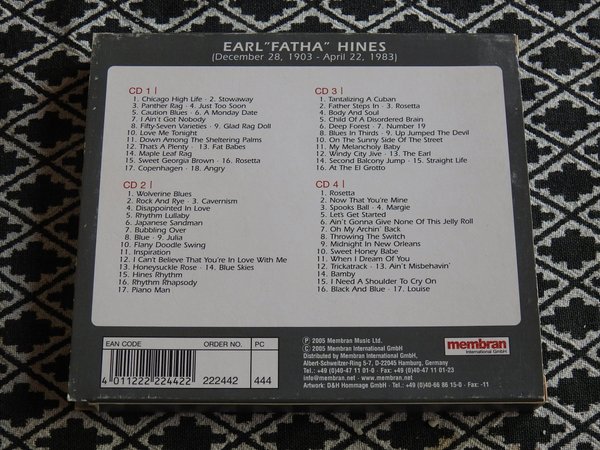 EARL"FATHA" HINES
(December 28, 1903 - April 22, 1983)
CD 1 |
1. Chicago High Life · 2. Stowaway
3. Panther Rag · 4. Just Too Soon
5. Caution Blues · 6. A Monday Date
7. I Ain't Got Nobody
8. Fifty-Seven Varieties · 9. Glad Rag Doll
10. Love Me Tonight
11. Down Among The Sheltering Palms
12. That's A Plenty · 13. Fat Babes
14. Maple Leaf Rag
15. Sweet Georgia Brown · 16. Rosetta
17. Copenhagen · 18. Angry
CD 2 |
1. Wolverine Blues
2. Rock And Rye · 3. Cavernism
4. Disappointed In Love
5. Rhythm Lullaby
6. Japanese Sandman
7. Bubbling Over
8. Blue · 9. Julia
10. Flany Doodle Swing
11. Inspiration
12. I Can't Believe That You're In Love With Me
13. Honeysuckle Rose · 14. Blue Skies
15. Hines Rhythm
16. Rhythm Rhapsody
17. Piano Man
CD 3 |
1. Tantalizing A Cuban
2. Father Steps In · 3. Rosetta
4. Body And Soul
5. Child Of A Disordered Brain
6. Deep Forest · 7. Number 19
8. Blues In Thirds · 9. Up Jumped The Devil
10. On The Sunny Side Of The Street
11. My Melancholy Baby
12. Windy City Jive · 13. The Earl
14. Second Balcony Jump · 15. Straight Life
16. At The El Grotto
CD 4 |
1. Rosetta
2. Now That You're Mine
3. Spooks Ball · 4. Margie
5. Let's Get Started
6. Ain't Gonna Give None Of This Jelly Roll
7. Oh My Archin' Back
8. Throwing The Switch
9. Midnight In New Orleans
10. Sweet Honey Babe
11. When I Dream Of You
12. Trickatrack · 13. Ain't Misbehavin'
14. Bamby
15. I Need A Shoulder To Cry On
16. Black And Blue · 17. Louise
EAN CODE
ORDER NO.
PC
4 011222 224422
222442
444
Ⓟ 2005 Membran Music Ltd.
© 2005 Membran International GmbH
Distributed by Membran International GmbH,
Albert-Schweitzer-Ring 5-7, D-22045 Hamburg, Germany
Tel.: +49 (0)40-47 11 01-0 · Fax: +49 (0)40-47 11 01-23
info@membran.net · www.membran.net
Artwork: D&H Hommage GmbH · Tel.: +49 (0)40-66 86 15-0 · Fax: -11
membran
International GmbH